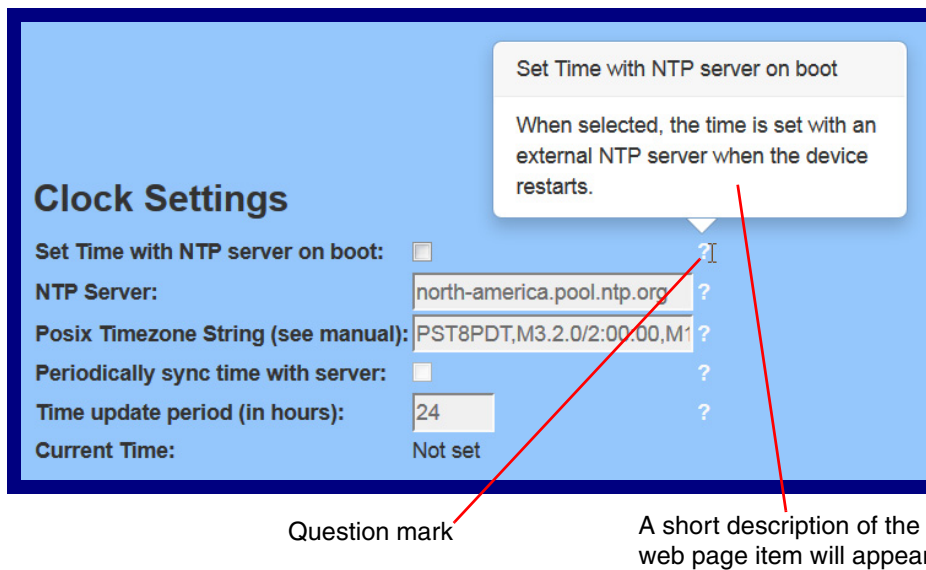 Set Time with NTP server on boot
When selected, the time is set with an
external NTP server when the device
restarts.
Clock Settings
Set Time with NTP server on boot: ?
NTP Server: north-america.pool.ntp.org ?
Posix Timezone String (see manual): PST8PDT,M3.2.0/2:00:00,M1 ?
Periodically sync time with server: ?
Time update period (in hours): 24 ?
Current Time: Not set
Question mark
A short description of the
web page item will appear